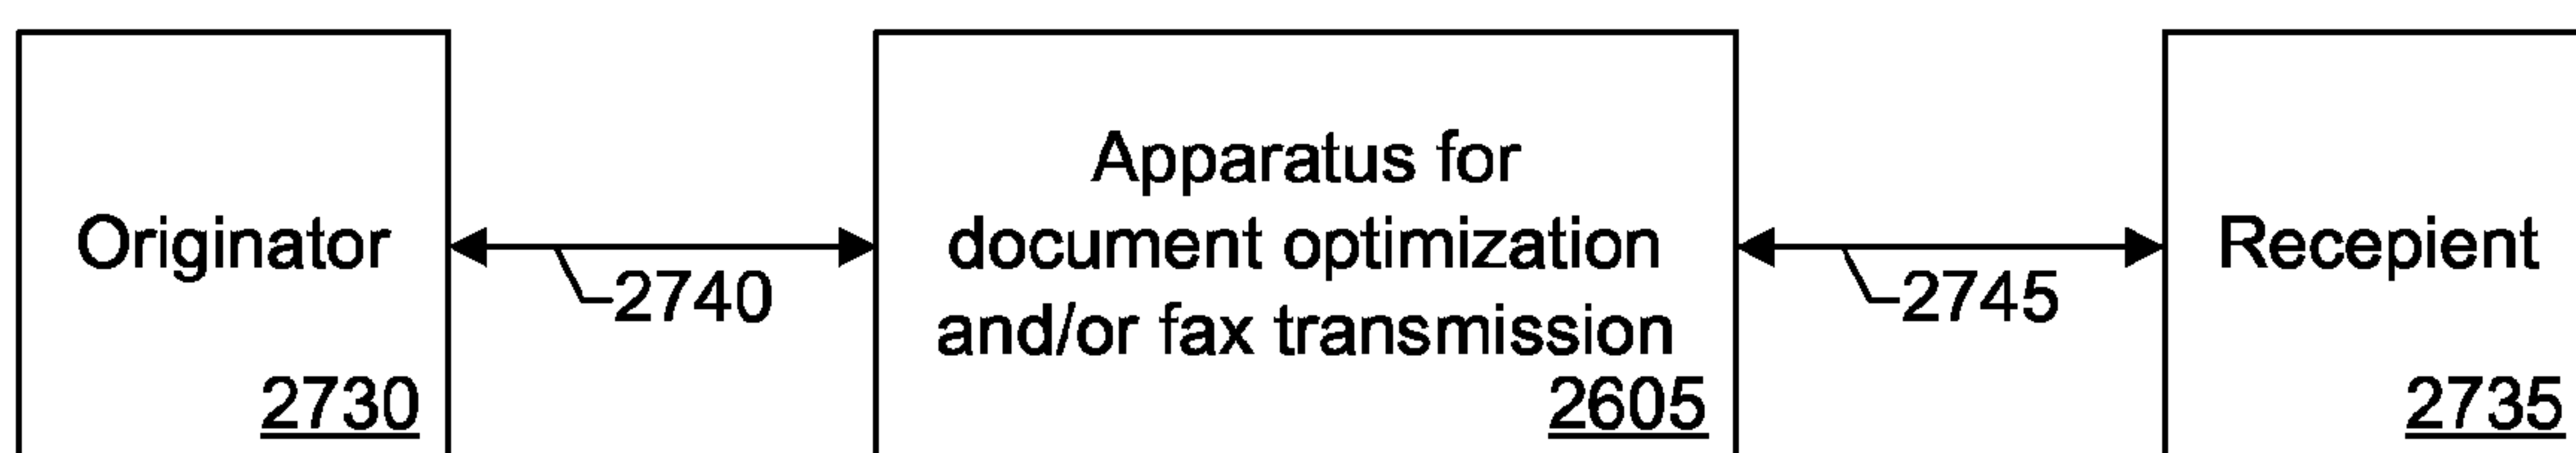 Originator
2730
2740
Apparatus for
document optimization
and/or fax transmission
2605
2745
Recepient
2735